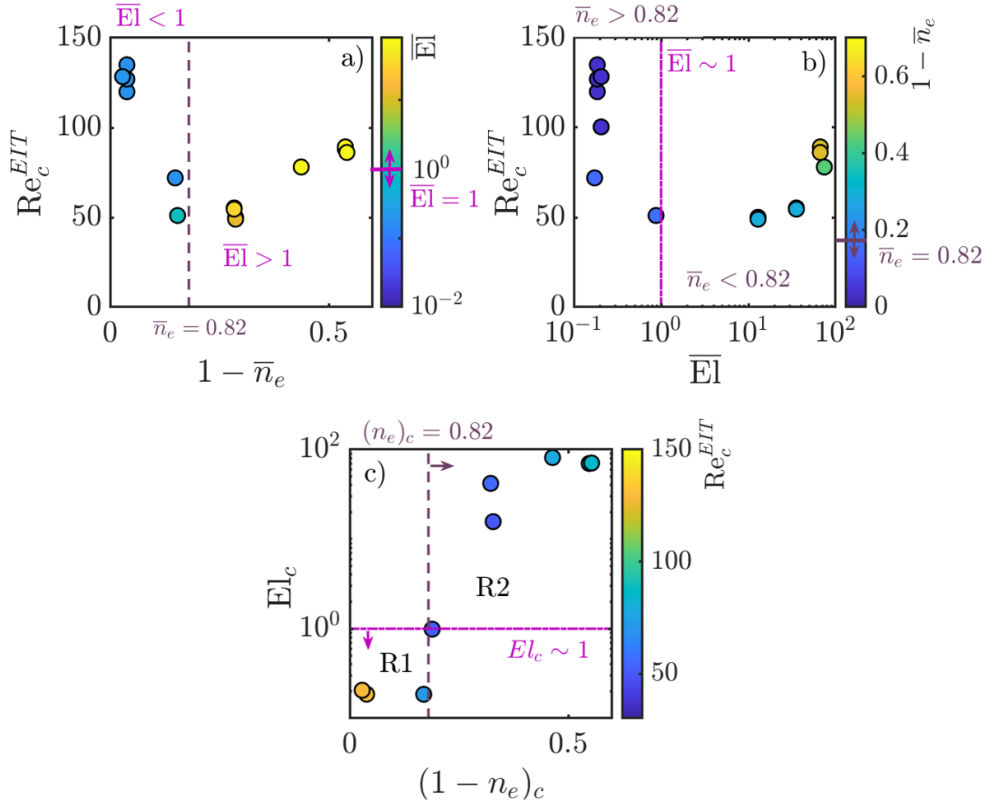 El̅ < 1
150
100
50
0
Re_c^{EIT}
a)
El̅ > 1
n̅_e = 0.82
0
0.5
1 − n̅_e
El̅
10^0
El̅ = 1
10^{-2}
n̅_e > 0.82
150
100
50
0
Re_c^{EIT}
El̅ ∼ 1
b)
n̅_e < 0.82
10^{-1}
10^0
10^1
10^2
El̅
1 − n̅_e
0.6
0.4
0.2
0
n̅_e = 0.82
(n_e)_c = 0.82
10^2
10^0
El_c
c)
R2
R1
El_c ∼ 1
0
0.5
(1 − n_e)_c
150
100
50
Re_c^{EIT}